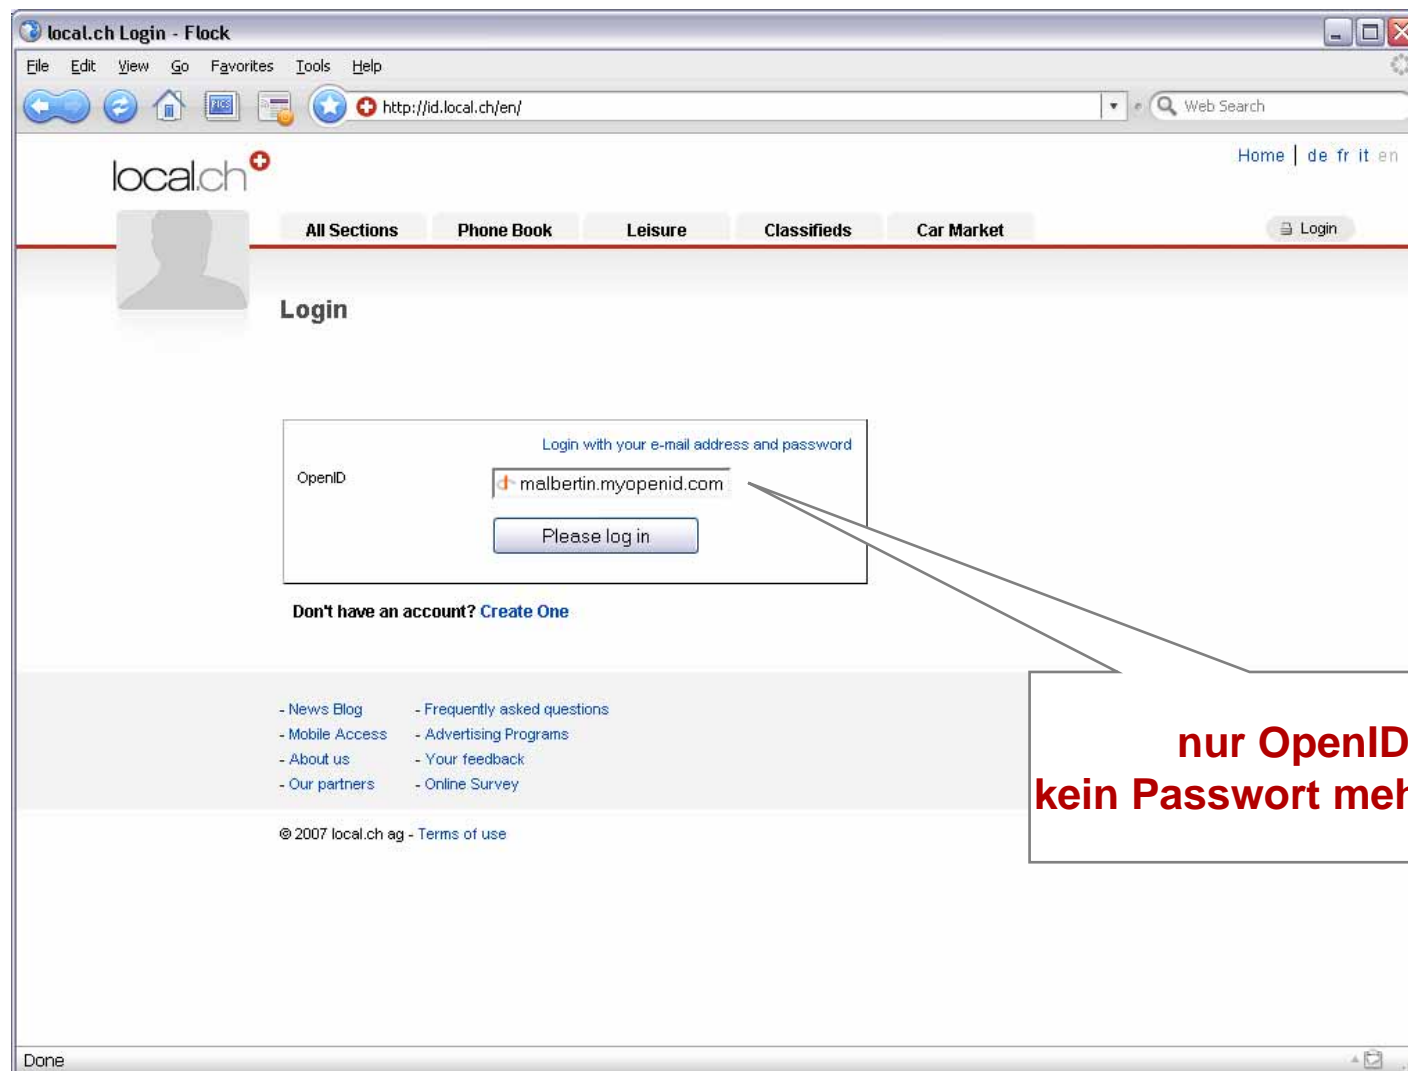 local.ch Login - Flock
File Edit View Go Favorites Tools Help
PICS http://id.local.ch/en/ Web Search
Home | de fr it en
local.ch
All Sections Phone Book Leisure Classifieds Car Market Login
Login
Login with your e-mail address and password
OpenID malbertin.myopenid.com
Please log in
Don't have an account? Create One
- News Blog - Frequently asked questions
- Mobile Access - Advertising Programs
- About us - Your feedback
- Our partners - Online Survey
nur OpenID
kein Passwort meh
© 2007 local.ch ag - Terms of use
Done